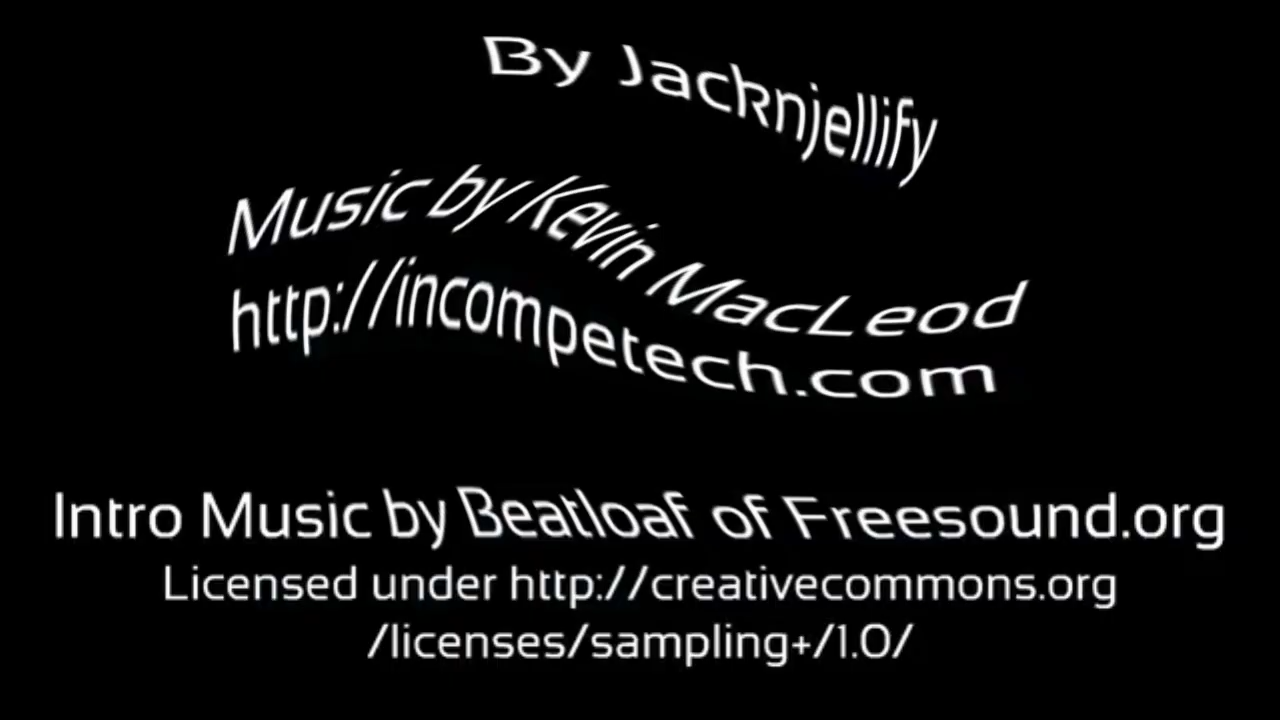 By Jacknjellify
Music by Kevin MacLeod
http://incompetech.com
Intro Music by Beatloaf of Freesound.org
Licensed under http://creativecommons.org
/licenses/sampling+/1.0/